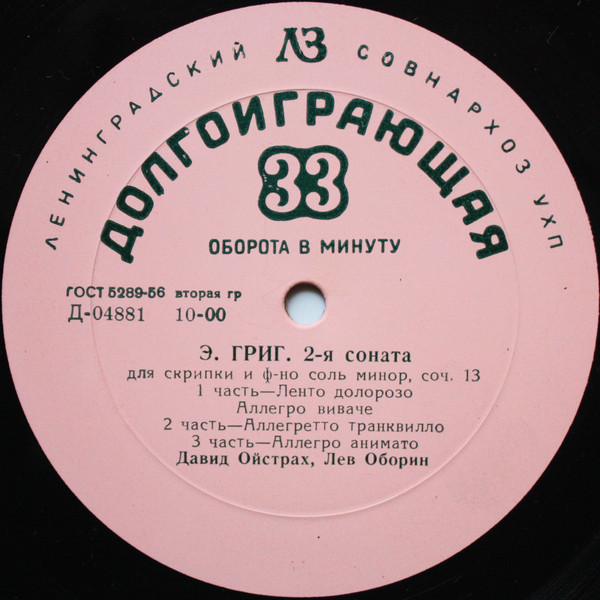 ЛЕНИНГРАДСКИЙ ЛЗ СОВНАРХОЗ УХП
ДОЛГОИГРАЮЩАЯ
33
ОБОРОТА В МИНУТУ
ГОСТ 5289-56 вторая гр
Д-04881 10-00
Э. ГРИГ. 2-я соната
для скрипки и ф-но соль минор, соч. 13
1 часть—Ленто долорозо
Аллегро виваче
2 часть—Аллегретто транквилло
3 часть—Аллегро анимато
Давид Ойстрах, Лев Оборин